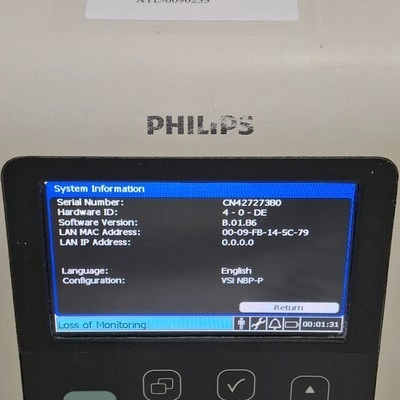 PHILIPS
System Information
Serial Number: CN42727380
Hardware ID: 4 - 0 - DE
Software Version: B.01.86
LAN MAC Address: 00-09-FB-14-5C-79
LAN IP Address: 0.0.0.0
Language: English
Configuration: VSI NBP-P
Return
Loss of Monitoring 00:01:31